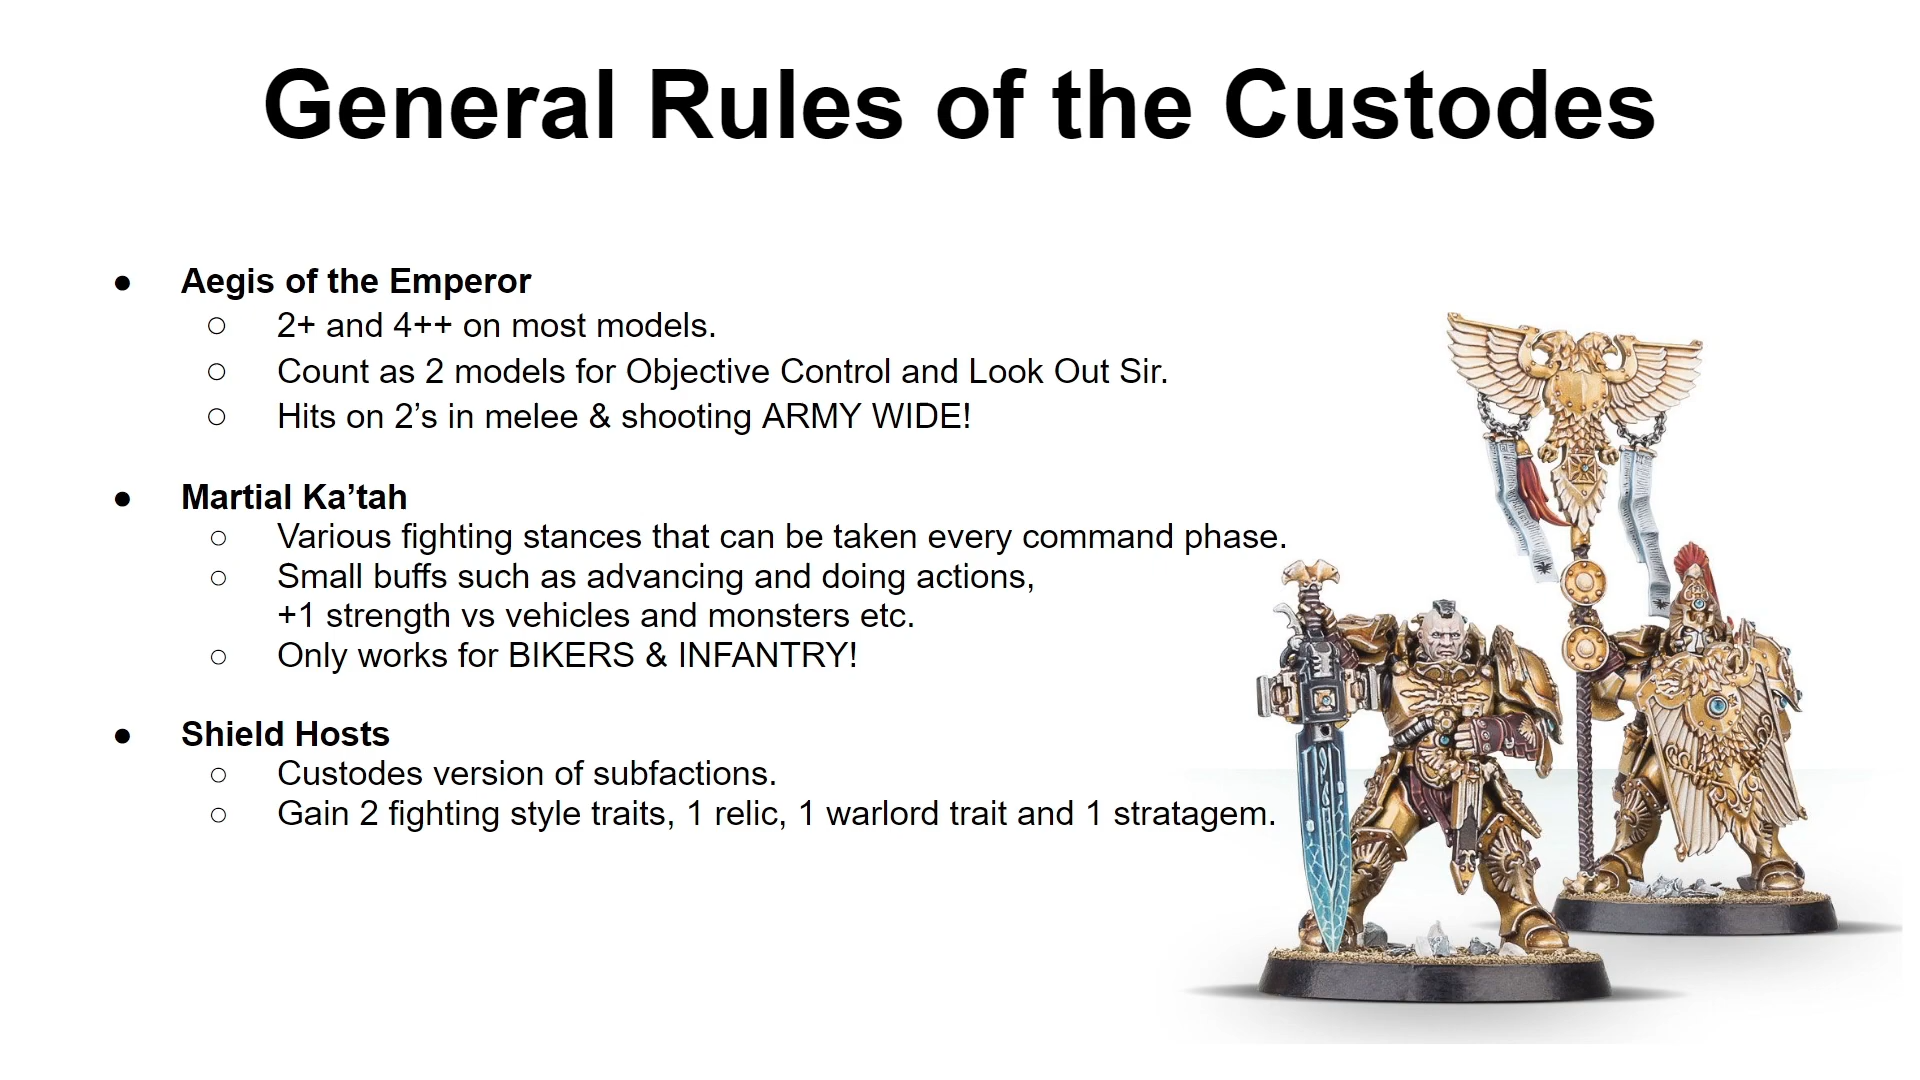 General Rules of the Custodes
● Aegis of the Emperor
○ 2+ and 4++ on most models.
○ Count as 2 models for Objective Control and Look Out Sir.
○ Hits on 2’s in melee & shooting ARMY WIDE!
● Martial Ka’tah
○ Various fighting stances that can be taken every command phase.
○ Small buffs such as advancing and doing actions,
+1 strength vs vehicles and monsters etc.
○ Only works for BIKERS & INFANTRY!
● Shield Hosts
○ Custodes version of subfactions.
○ Gain 2 fighting style traits, 1 relic, 1 warlord trait and 1 stratagem.